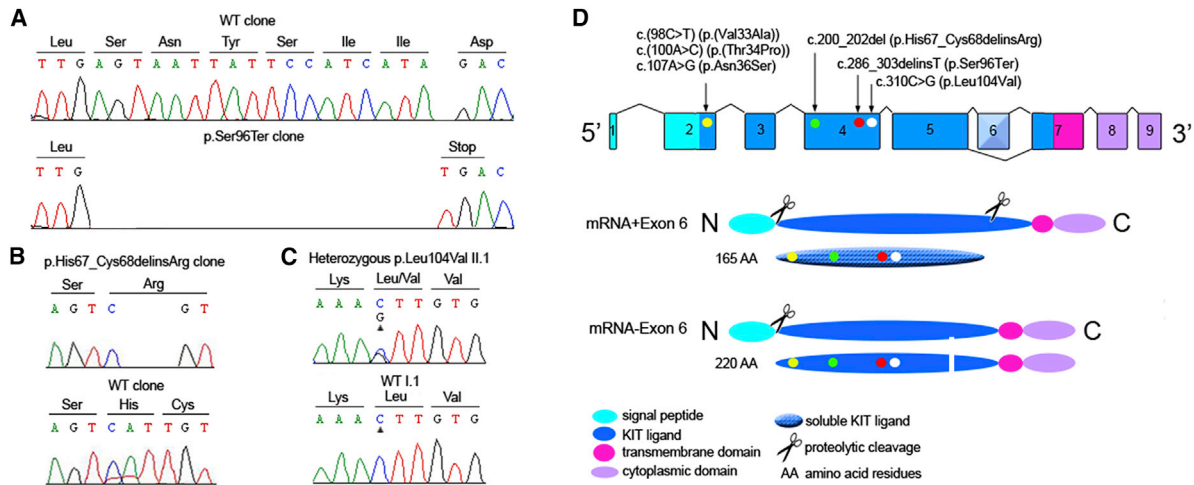 A
WT clone
Leu Ser Asn Tyr Ser Ile Ile Asp
T T G A G T A A T T A T T C C A T C A T A G A C
p.Ser96Ter clone
Leu Stop
T T G T G A C
B
p.His67_Cys68delinsArg clone
Ser Arg
A G T C G T
WT clone
Ser His Cys
A G T C A T T G T
C
Heterozygous p.Leu104Val II.1
Lys Leu/Val Val
A A A C T T G T G
G
WT I.1
Lys Leu Val
A A A C T T G T G
D
c.(98C>T) (p.(Val33Ala))
c.(100A>C) (p.(Thr34Pro))
c.107A>G (p.Asn36Ser)
c.200_202del (p.His67_Cys68delinsArg)
c.286_303delinsT (p.Ser96Ter)
c.310C>G (p.Leu104Val)
5’ 1 2 3 4 5 6 7 8 9 3’
mRNA+Exon 6 N C
165 AA
mRNA-Exon 6 N C
220 AA
signal peptide
KIT ligand
transmembrane domain
cytoplasmic domain
soluble KIT ligand
proteolytic cleavage
AA amino acid residues